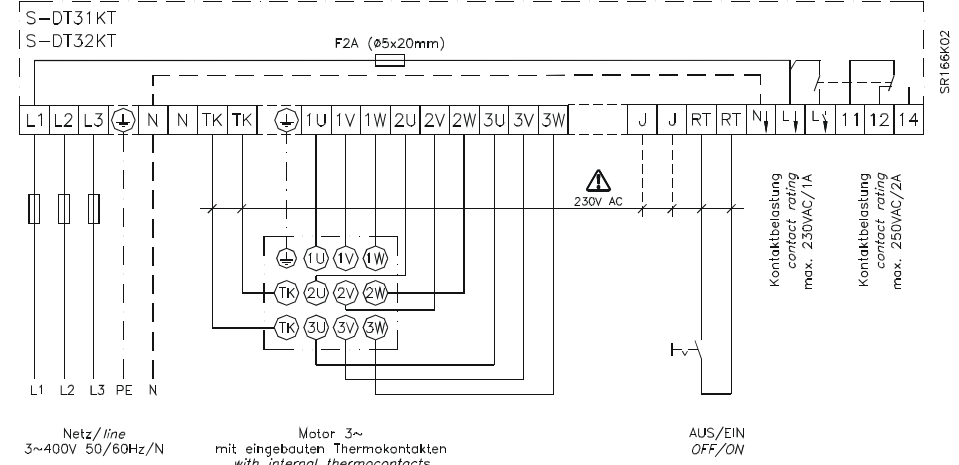 S-DT31KT
S-DT32KT
F2A (ø5x20mm)
SR166K02
L1 L2 L3 N N TK TK 1U 1V 1W 2U 2V 2W 3U 3V 3W J J RT RT N L L 11 12 14
230V AC
Kontaktbelastung
contact rating
max. 230VAC/1A
Kontaktbelastung
contact rating
max. 250VAC/2A
1U 1V 1W
TK 2U 2V 2W
TK 3U 3V 3W
L1 L2 L3 PE N
Netz/line
3~400V 50/60Hz/N
Motor 3~
mit eingebauten Thermokontakten
with internal thermocontacts
AUS/EIN
OFF/ON